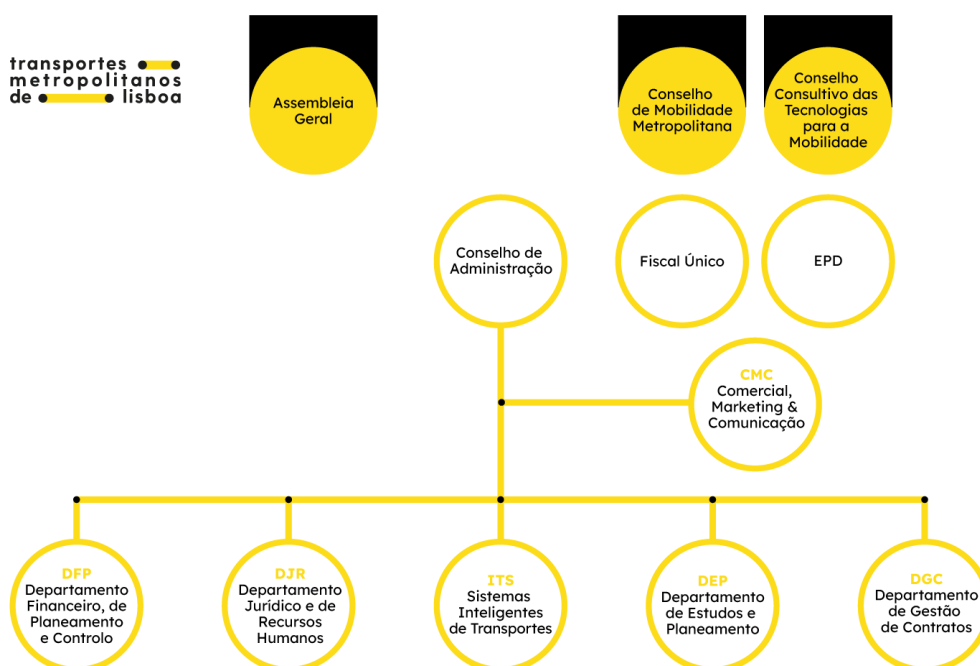 transportes
metropolitanos
de lisboa
Assembleia
Geral
Conselho
de Mobilidade
Metropolitana
Conselho
Consultivo das
Tecnologias
para a
Mobilidade
Conselho de
Administração
Fiscal Único
EPD
CMC
Comercial,
Marketing &
Comunicação
DFP
Departamento
Financeiro, de
Planeamento
e Controlo
DJR
Departamento
Jurídico e de
Recursos
Humanos
ITS
Sistemas
Inteligentes
de Transportes
DEP
Departamento
de Estudos e
Planeamento
DGC
Departamento
de Gestão
de Contratos